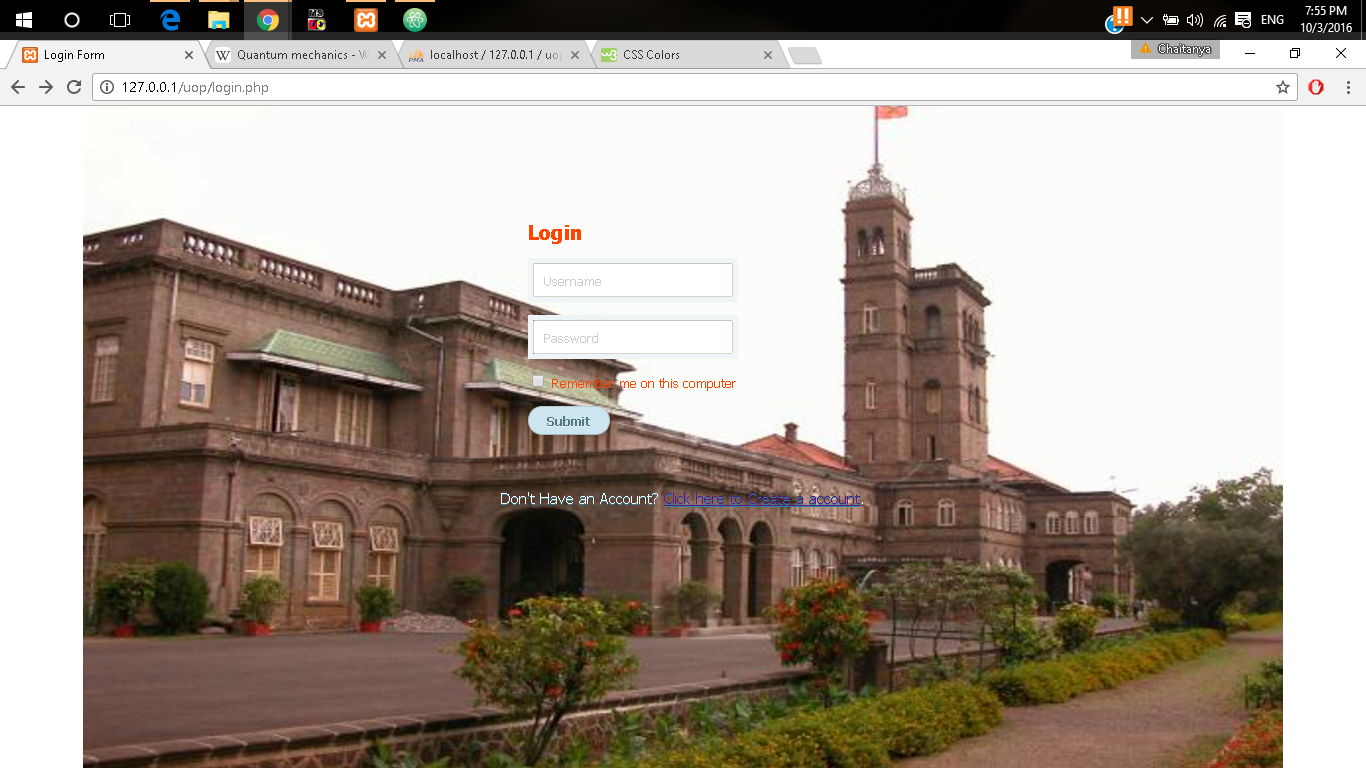 7:55 PM
ENG
10/3/2016
Login Form
Quantum mechanics - W
localhost / 127.0.0.1 / uop
CSS Colors
Chaitanya
127.0.0.1/uop/login.php
Login
Username
Password
Remember me on this computer
Submit
Don't Have an Account? Click here to Create a account.